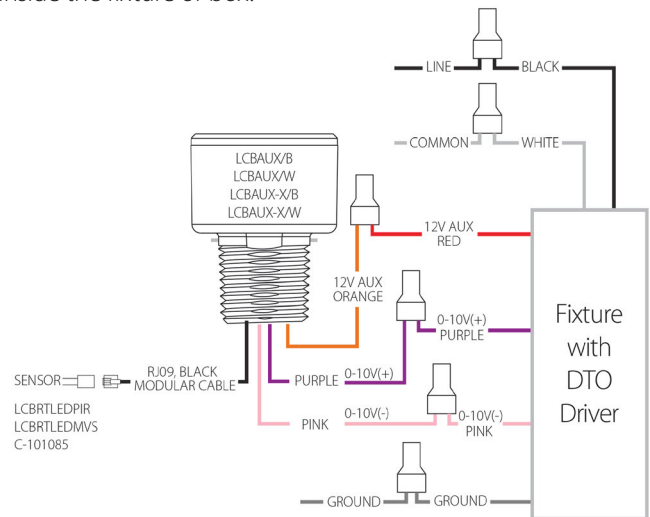 inside the fixture or box.
LINE
BLACK
COMMON
WHITE
LCBAUX/B
LCBAUX/W
LCBAUX-X/B
LCBAUX-X/W
12V AUX
RED
12V AUX
ORANGE
0-10V(+)
PURPLE
Fixture
with
DTO
Driver
SENSOR
RJ09, BLACK
MODULAR CABLE
PURPLE
0-10V(+)
LCBRTLEDPIR
LCBRTLEDMVS
C-101085
PINK
0-10V(-)
0-10V(-)
PINK
GROUND
GROUND